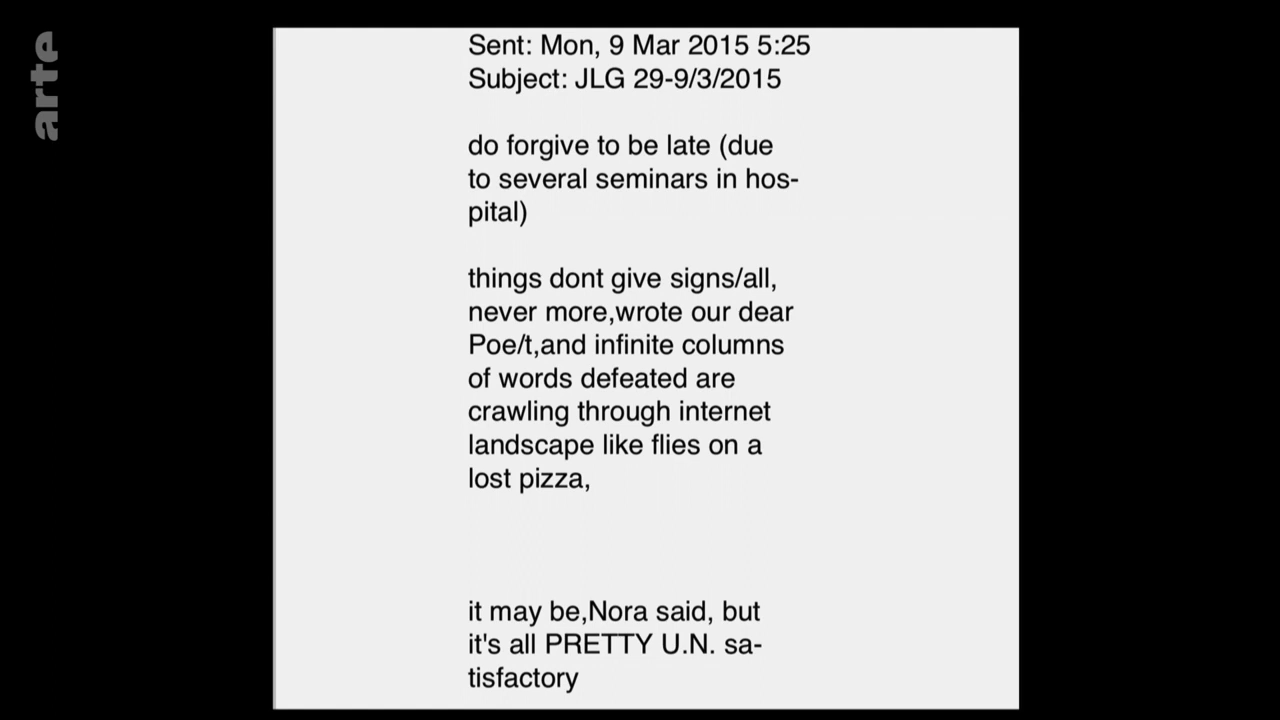 arte
Sent: Mon, 9 Mar 2015 5:25
Subject: JLG 29-9/3/2015
do forgive to be late (due
to several seminars in hos-
pital)
things dont give signs/all,
never more,wrote our dear
Poe/t,and infinite columns
of words defeated are
crawling through internet
landscape like flies on a
lost pizza,
it may be,Nora said, but
it's all PRETTY U.N. sa-
tisfactory